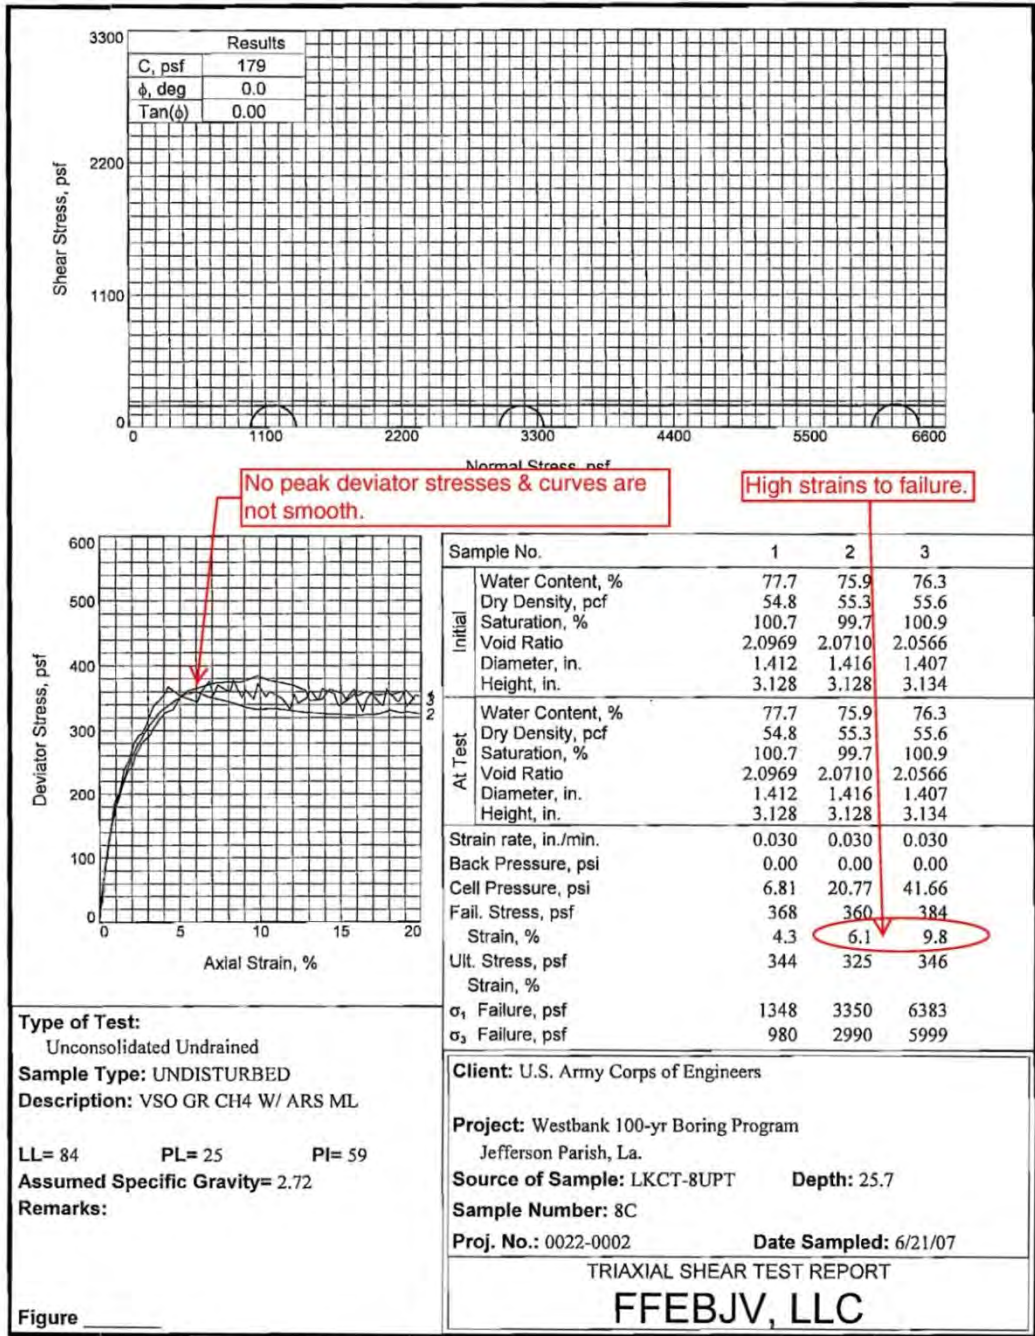 3300
Results
C, psf 179
ϕ, deg 0.0
Tan(ϕ) 0.00
2200
Shear Stress, psf
1100
0
0 1100 2200 3300 4400 5500 6600
Normal Stress, psf
No peak deviator stresses & curves are
not smooth.
High strains to failure.
600
500
400
300
200
100
0
Deviator Stress, psf
3
2
0 5 10 15 20
Axial Strain, %
Sample No. 1 2 3
Initial
Water Content, % 77.7 75.9 76.3
Dry Density, pcf 54.8 55.3 55.6
Saturation, % 100.7 99.7 100.9
Void Ratio 2.0969 2.0710 2.0566
Diameter, in. 1.412 1.416 1.407
Height, in. 3.128 3.128 3.134
At Test
Water Content, % 77.7 75.9 76.3
Dry Density, pcf 54.8 55.3 55.6
Saturation, % 100.7 99.7 100.9
Void Ratio 2.0969 2.0710 2.0566
Diameter, in. 1.412 1.416 1.407
Height, in. 3.128 3.128 3.134
Strain rate, in./min. 0.030 0.030 0.030
Back Pressure, psi 0.00 0.00 0.00
Cell Pressure, psi 6.81 20.77 41.66
Fail. Stress, psf 368 360 384
Strain, % 4.3 6.1 9.8
Ult. Stress, psf 344 325 346
Strain, %
σ₁ Failure, psf 1348 3350 6383
σ₃ Failure, psf 980 2990 5999
Type of Test:
Unconsolidated Undrained
Sample Type: UNDISTURBED
Description: VSO GR CH4 W/ ARS ML
LL= 84 PL= 25 PI= 59
Assumed Specific Gravity= 2.72
Remarks:
Figure
Client: U.S. Army Corps of Engineers
Project: Westbank 100-yr Boring Program
Jefferson Parish, La.
Source of Sample: LKCT-8UPT Depth: 25.7
Sample Number: 8C
Proj. No.: 0022-0002 Date Sampled: 6/21/07
TRIAXIAL SHEAR TEST REPORT
FFEBJV, LLC